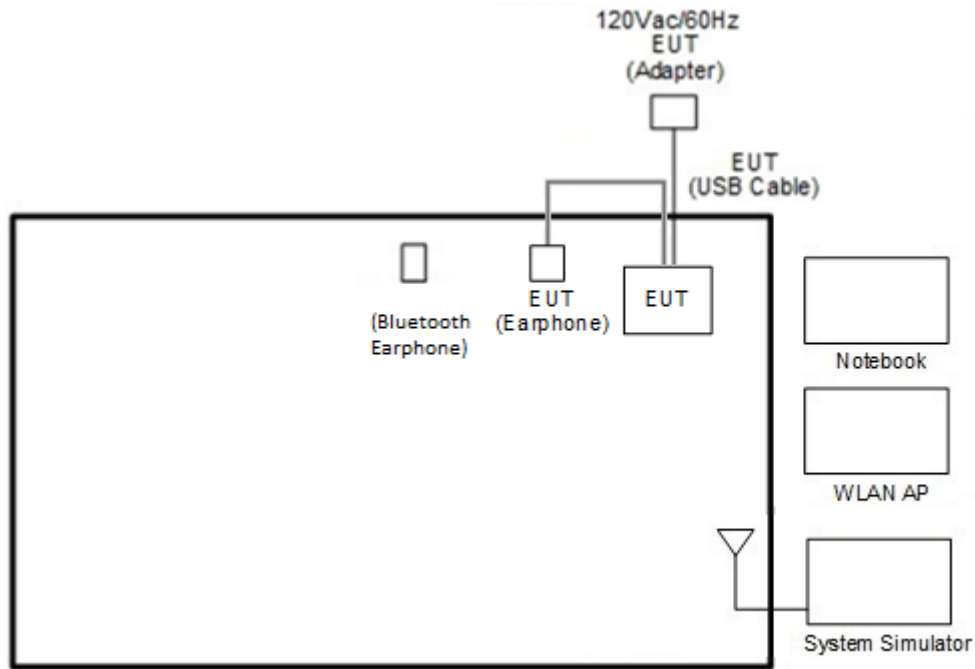 120Vac/60Hz
EUT
(Adapter)
EUT
(USB Cable)
(Bluetooth
Earphone)
EUT
(Earphone)
EUT
Notebook
WLAN AP
System Simulator